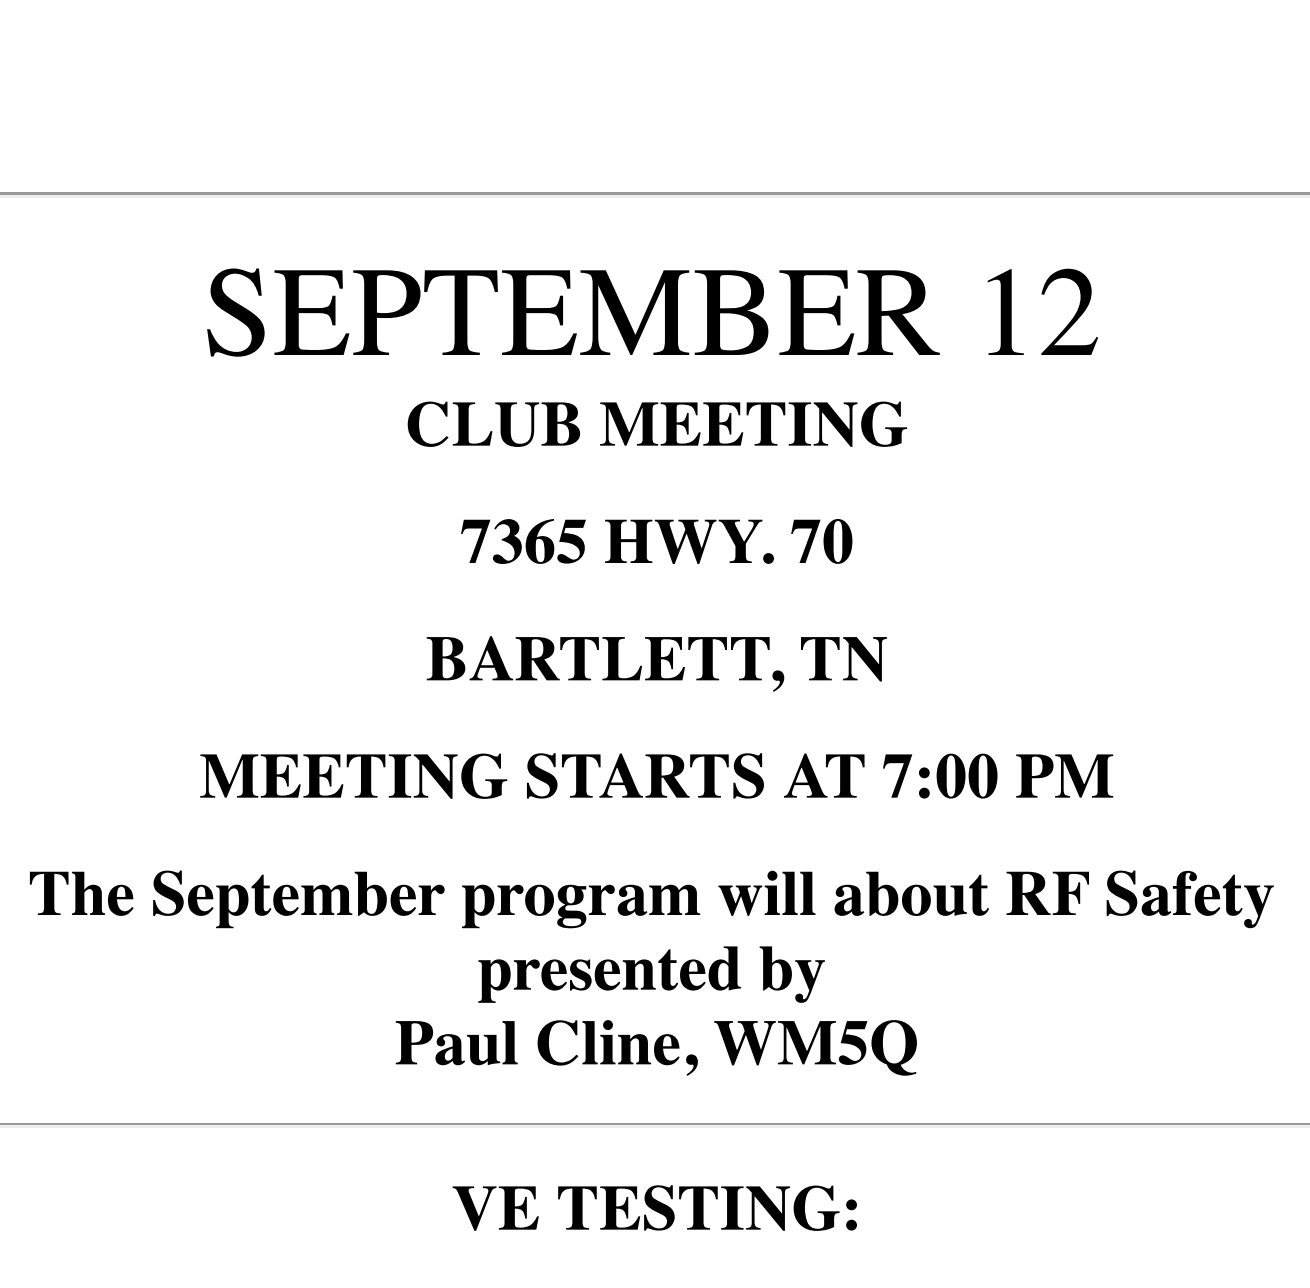 SEPTEMBER 12
CLUB MEETING
7365 HWY. 70
BARTLETT, TN
MEETING STARTS AT 7:00 PM
The September program will about RF Safety
presented by
Paul Cline, WM5Q
VE TESTING: